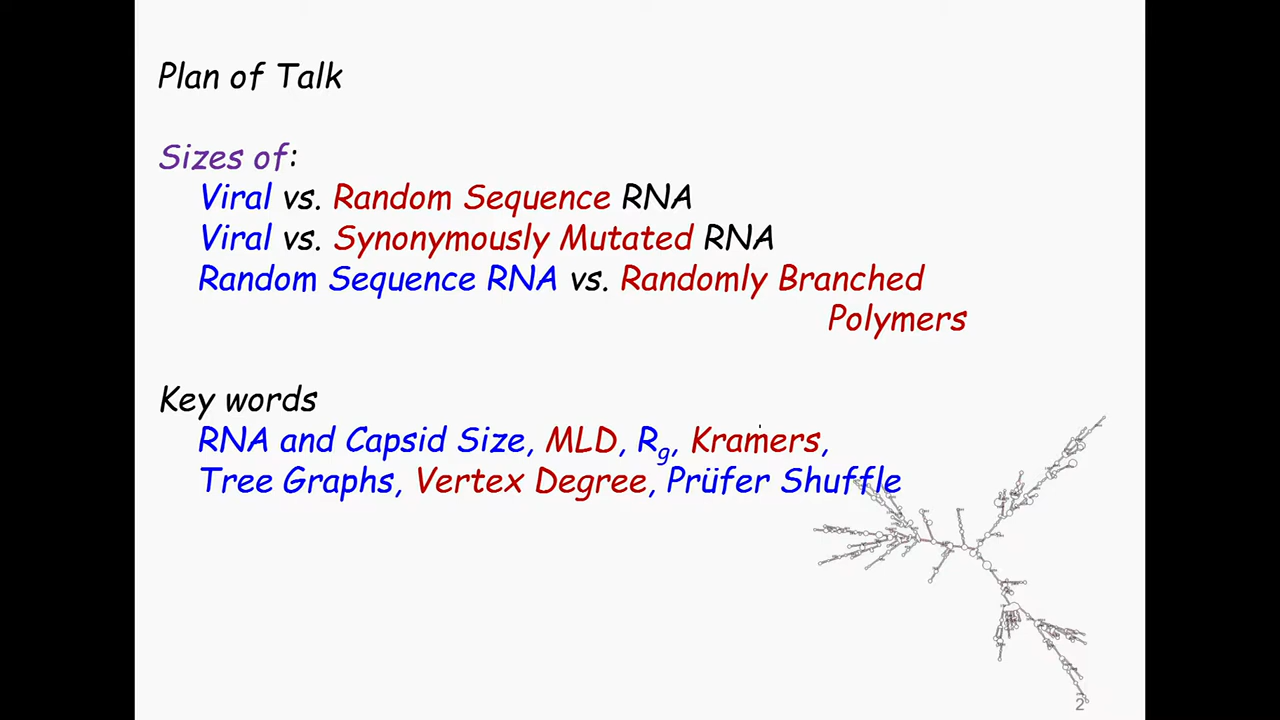 Plan of Talk
Sizes of:
Viral vs. Random Sequence RNA
Viral vs. Synonymously Mutated RNA
Random Sequence RNA vs. Randomly Branched
Polymers
Key words
RNA and Capsid Size, MLD, Rg, Kramers,
Tree Graphs, Vertex Degree, Prüfer Shuffle
2